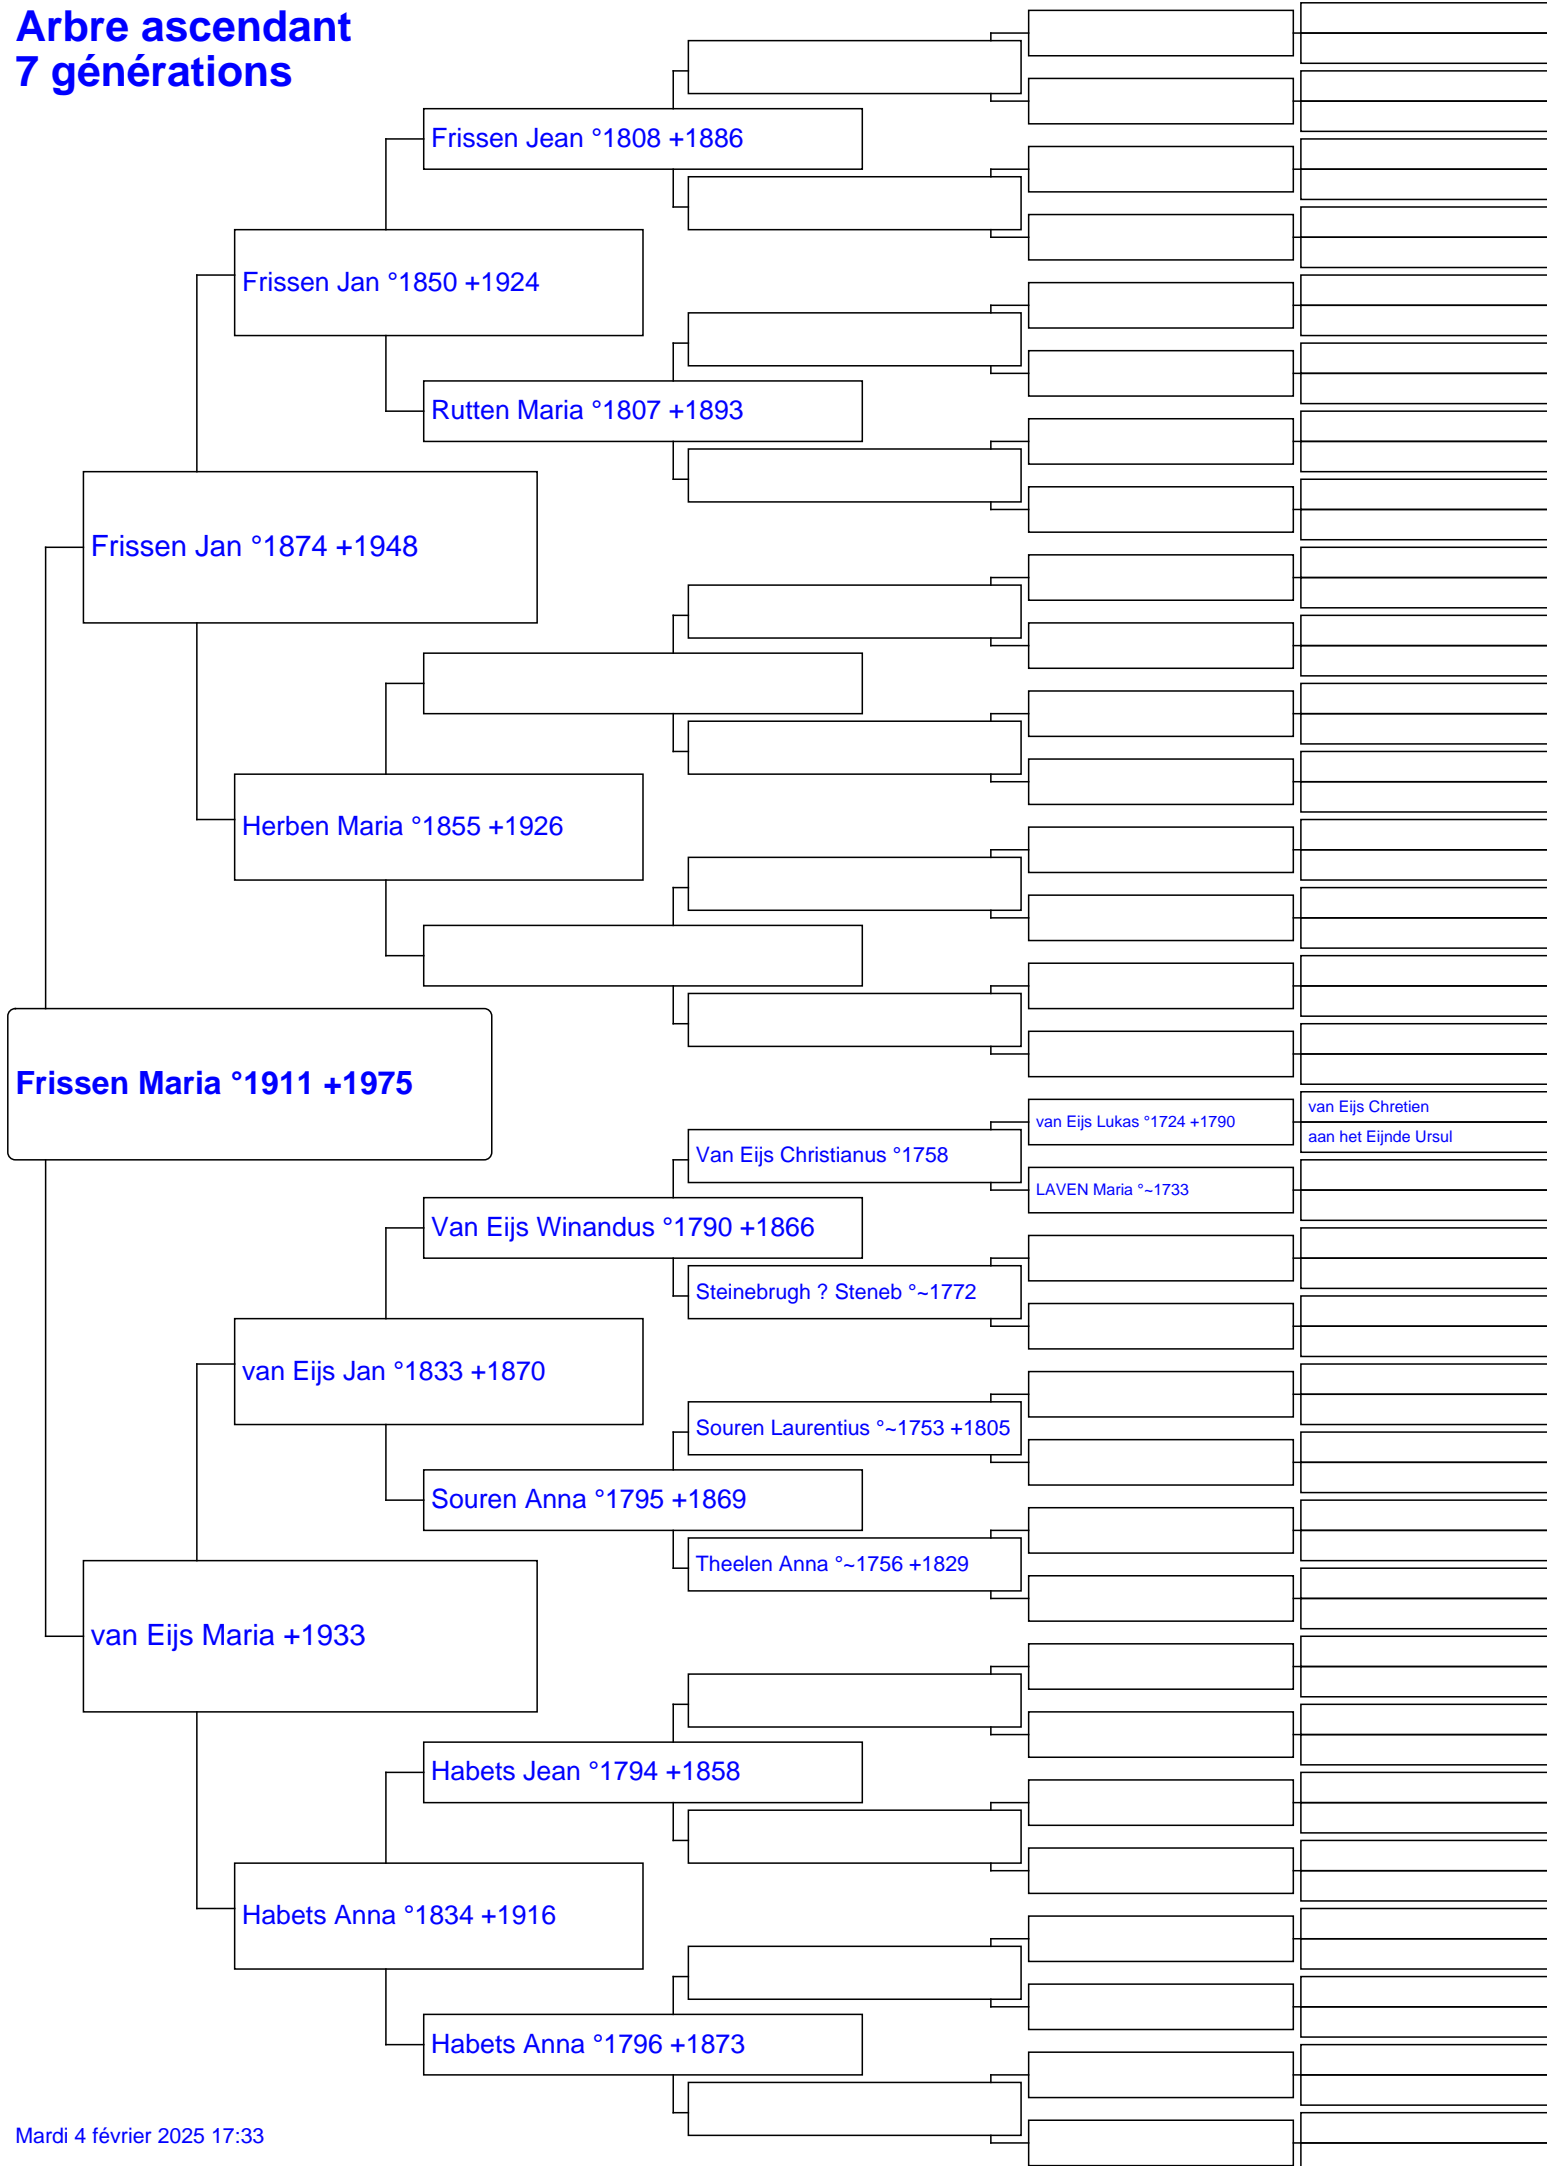 Arbre ascendant
7 générations
Frissen Jean °1808 +1886
Frissen Jan °1850 +1924
Rutten Maria °1807 +1893
Frissen Jan °1874 +1948
Herben Maria °1855 +1926
Frissen Maria °1911 +1975
van Eijs Chretien
van Eijs Lukas °1724 +1790
aan het Eijnde Ursul
Van Eijs Christianus °1758
LAVEN Maria °~1733
Van Eijs Winandus °1790 +1866
Steinebrugh ? Steneb °~1772
van Eijs Jan °1833 +1870
Souren Laurentius °~1753 +1805
Souren Anna °1795 +1869
Theelen Anna °~1756 +1829
van Eijs Maria +1933
Habets Jean °1794 +1858
Habets Anna °1834 +1916
Habets Anna °1796 +1873
Mardi 4 février 2025 17:33